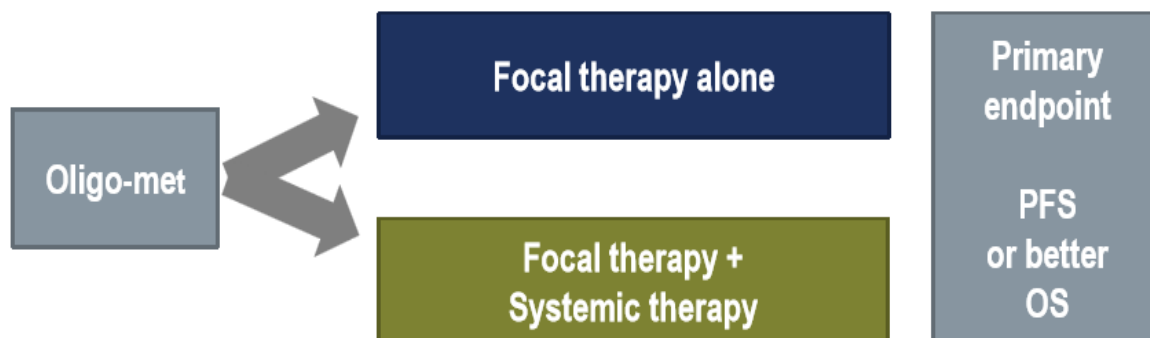 Oligo-met
Focal therapy alone
Focal therapy +
Systemic therapy
Primary
endpoint
PFS
or better
OS